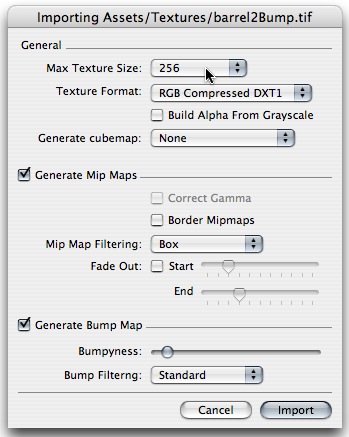 Importing Assets/Textures/barrel2Bump.tif
General
Max Texture Size: 256
Texture Format: RGB Compressed DXT1
Build Alpha From Grayscale
Generate cubemap: None
Generate Mip Maps
Correct Gamma
Border Mipmaps
Mip Map Filtering: Box
Fade Out: Start
End
Generate Bump Map
Bumpyness:
Bump Filterng: Standard
Cancel Import